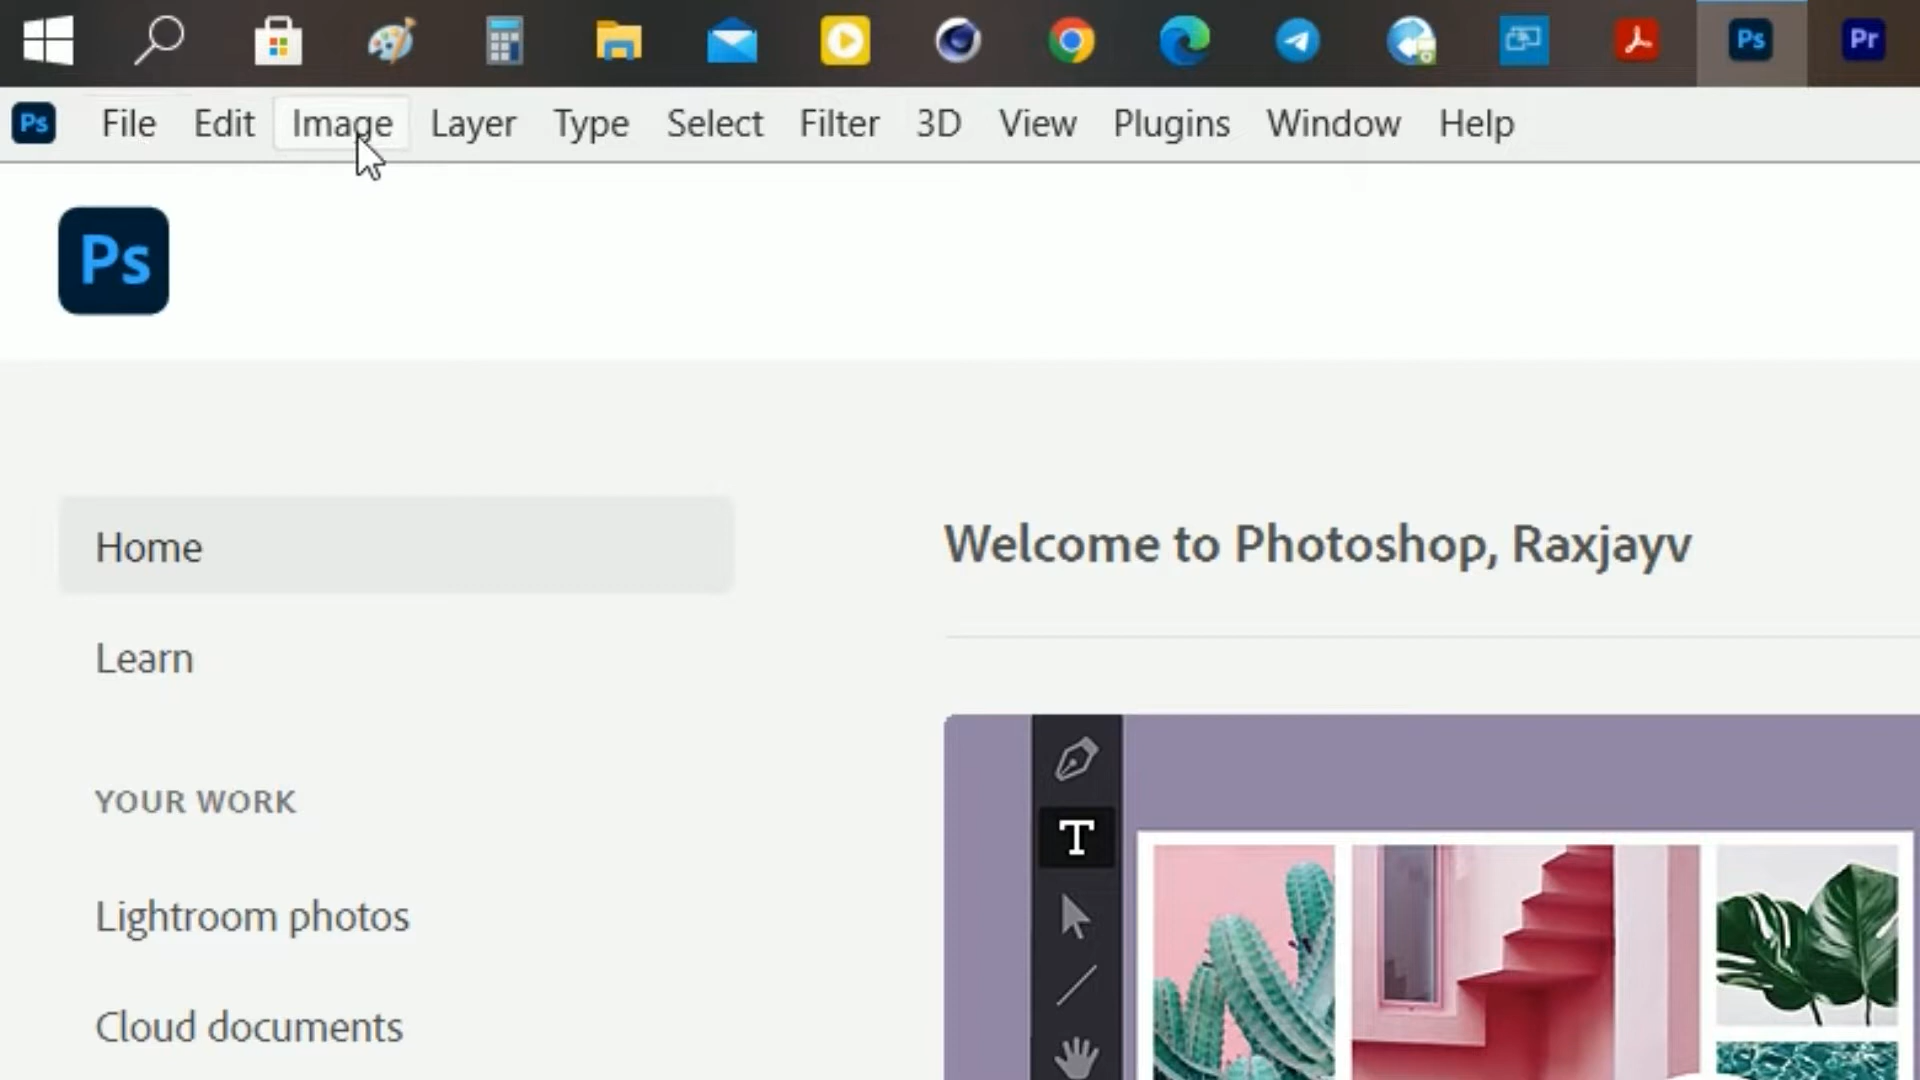 Ps Pr
Ps File Edit Image Layer Type Select Filter 3D View Plugins Window Help
Ps
Home
Welcome to Photoshop, Raxjayv
Learn
YOUR WORK
T
Lightroom photos
Cloud documents